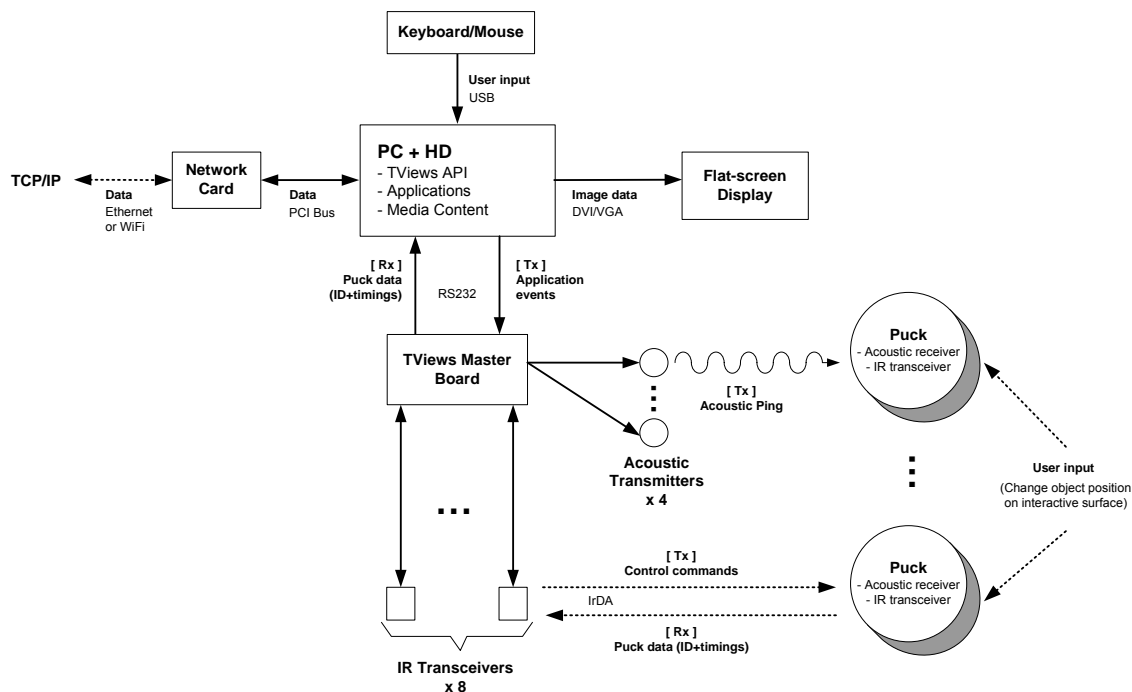 Keyboard/Mouse
User input
USB
PC + HD
- TViews API
- Applications
- Media Content
TCP/IP
Data
Ethernet
or WiFi
Network
Card
Data
PCI Bus
Image data
DVI/VGA
Flat-screen
Display
[ Rx ]
Puck data
(ID+timings)
RS232
[ Tx ]
Application
events
TViews Master
Board
[ Tx ]
Acoustic Ping
Puck
- Acoustic receiver
- IR transceiver
Acoustic
Transmitters
x 4
User input
(Change object position
on interactive surface)
[ Tx ]
Control commands
IrDA
[ Rx ]
Puck data (ID+timings)
Puck
- Acoustic receiver
- IR transceiver
IR Transceivers
x 8